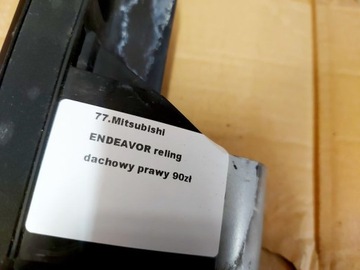 77.Mitsubishi
ENDEAVOR reling
dachowy prawy 90zł